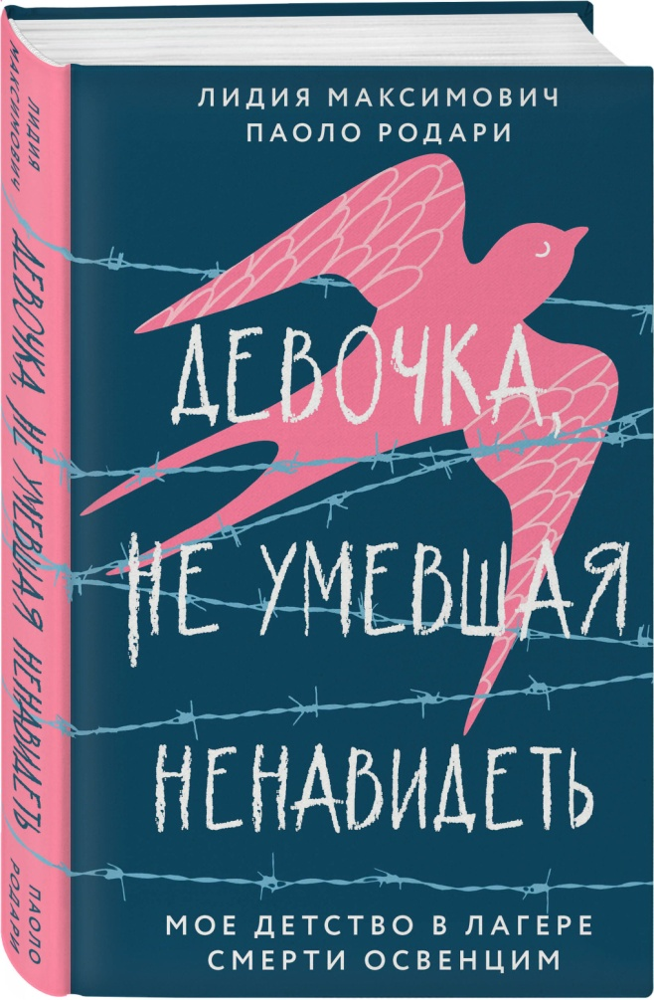 ЛИДИЯ МАКСИМОВИЧ
ПАОЛО РОДАРИ
ДЕВОЧКА,
НЕ УМЕВШАЯ
НЕНАВИДЕТЬ
МОЕ ДЕТСТВО В ЛАГЕРЕ
СМЕРТИ ОСВЕНЦИМ
ЛИДИЯ
МАКСИМОВИЧ
ДЕВОЧКА, НЕ УМЕВШАЯ НЕНАВИДЕТЬ
ПАОЛО
РОДАРИ